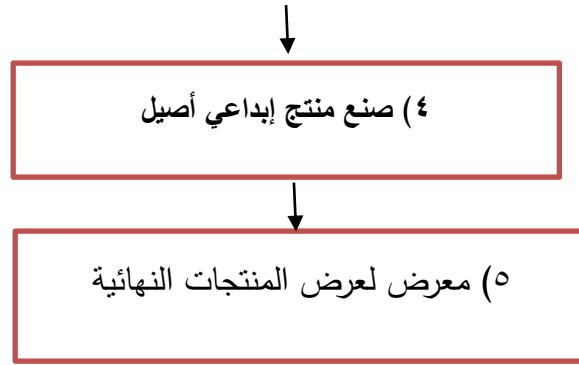 ٤) صنع منتج إبداعي أصيل
٥) معرض لعرض المنتجات النهائية